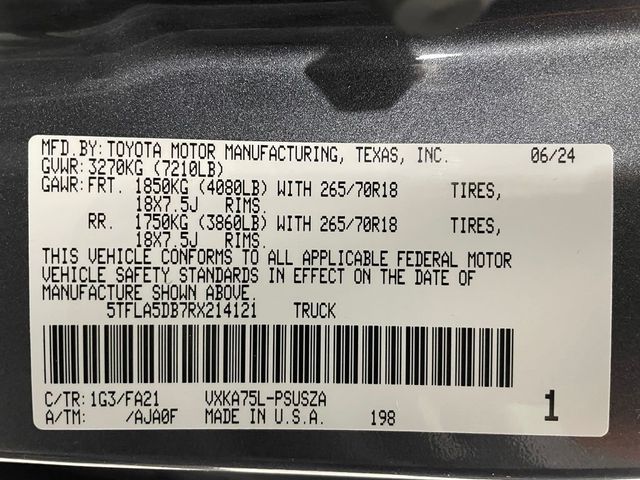 MFD.BY: TOYOTA MOTOR MANUFACTURING, TEXAS, INC. 06/24
GVWR: 3270KG (7210LB)
GAWR: FRT. 1850KG (4080LB) WITH 265/70R18 TIRES,
18X7.5J RIMS.
RR. 1750KG (3860LB) WITH 265/70R18 TIRES,
18X7.5J RIMS.
THIS VEHICLE CONFORMS TO ALL APPLICABLE FEDERAL MOTOR
VEHICLE SAFETY STANDARDS IN EFFECT ON THE DATE OF
MANUFACTURE SHOWN ABOVE.
5TFLA5DB7RX214121 TRUCK
C/TR: 1G3/FA21 VXKA75L-PSUSZA
A/TM: /AJA0F MADE IN U.S.A. 198 1